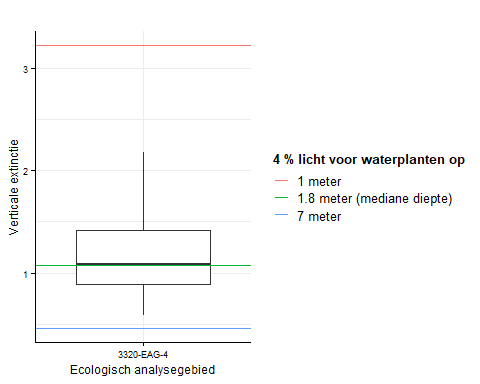 4 % licht voor waterplanten op
1 meter
1.8 meter (mediane diepte)
7 meter
Verticale extinctie
3
2
1
3320-EAG-4
Ecologisch analysegebied